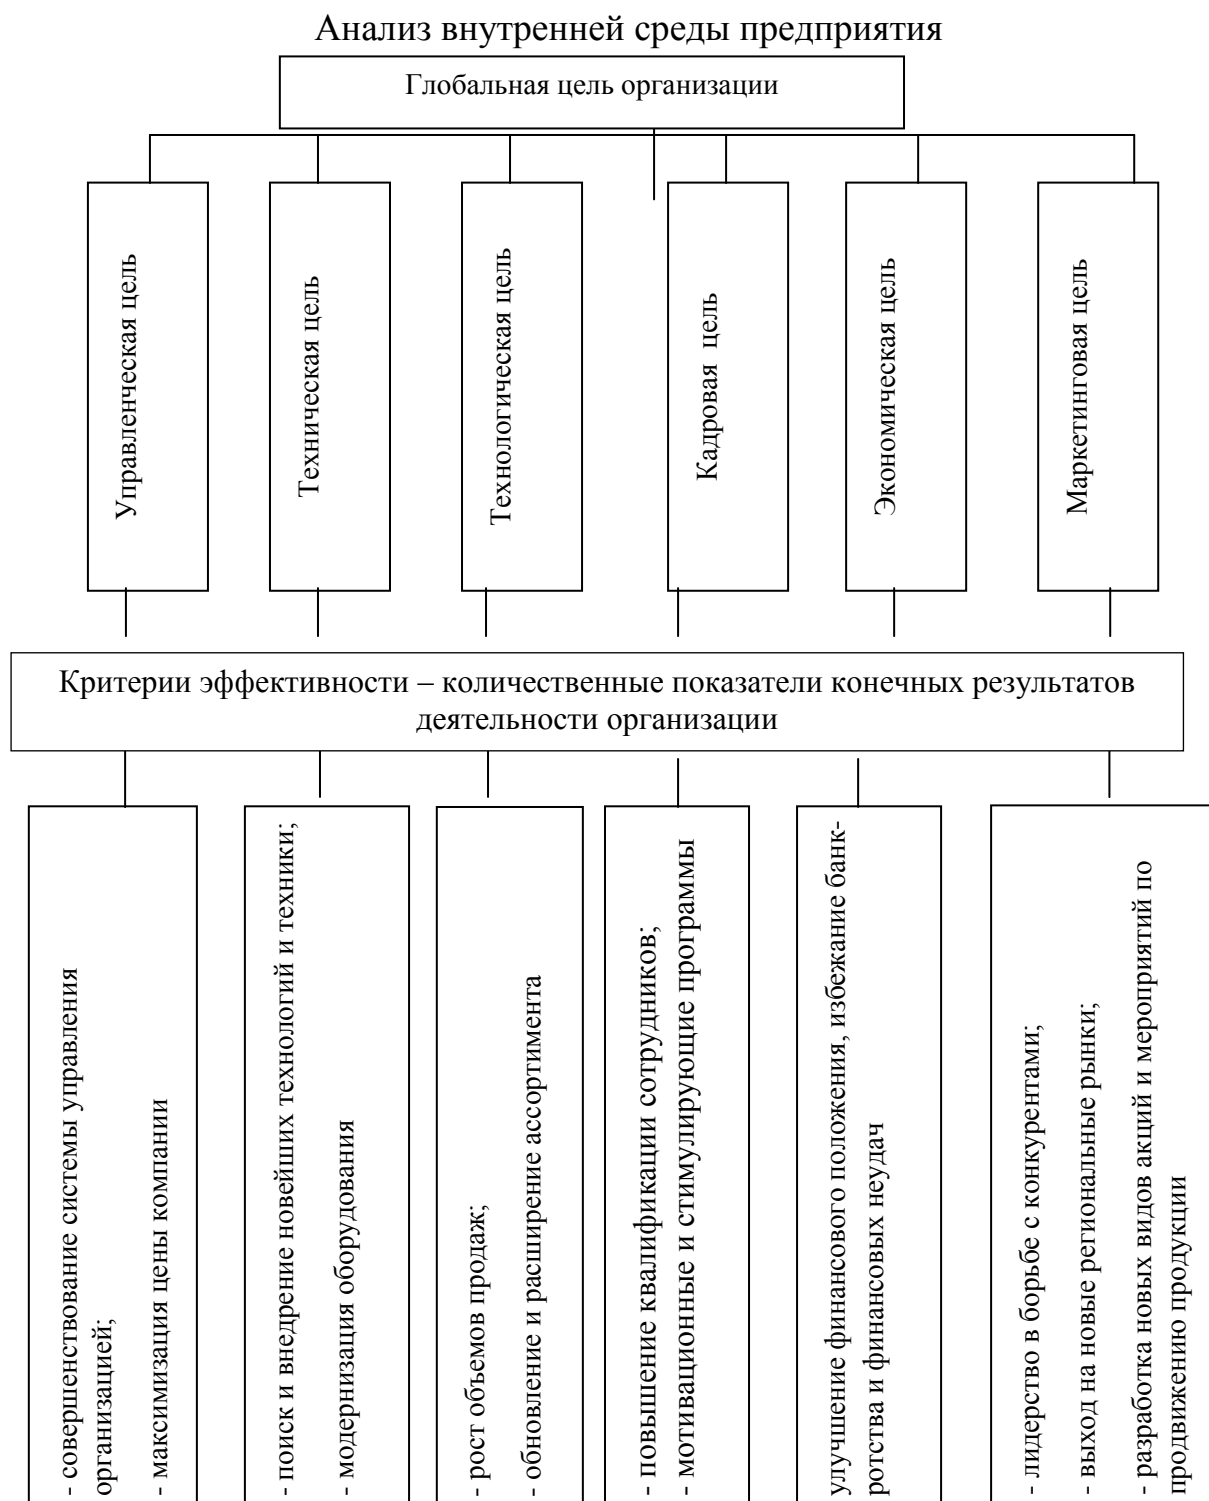 Анализ внутренней среды предприятия
Глобальная цель организации
Управленческая цель
Техническая цель
Технологическая цель
Кадровая  цель
Экономическая цель
Маркетинговая цель
Критерии эффективности – количественные показатели конечных результатов
деятельности организации
- совершенствование системы управления
организацией;
- максимизация цены компании
- поиск и внедрение новейших технологий и техники;
- модернизация оборудования
- рост объемов продаж;
- обновление и расширение ассортимента
- повышение квалификации сотрудников;
- мотивационные и стимулирующие программы
улучшение финансового положения, избежание банк-
ротства и финансовых неудач
- лидерство в борьбе с конкурентами;
- выход на новые региональные рынки;
- разработка новых видов акций и мероприятий по
продвижению продукции